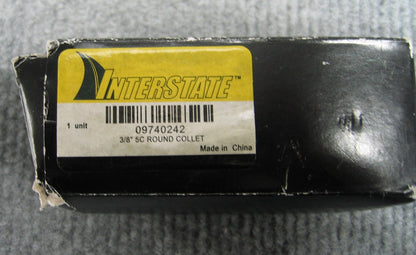 INTERSTATE™
1 unit
09740242
3/8" 5C ROUND COLLET
Made in China